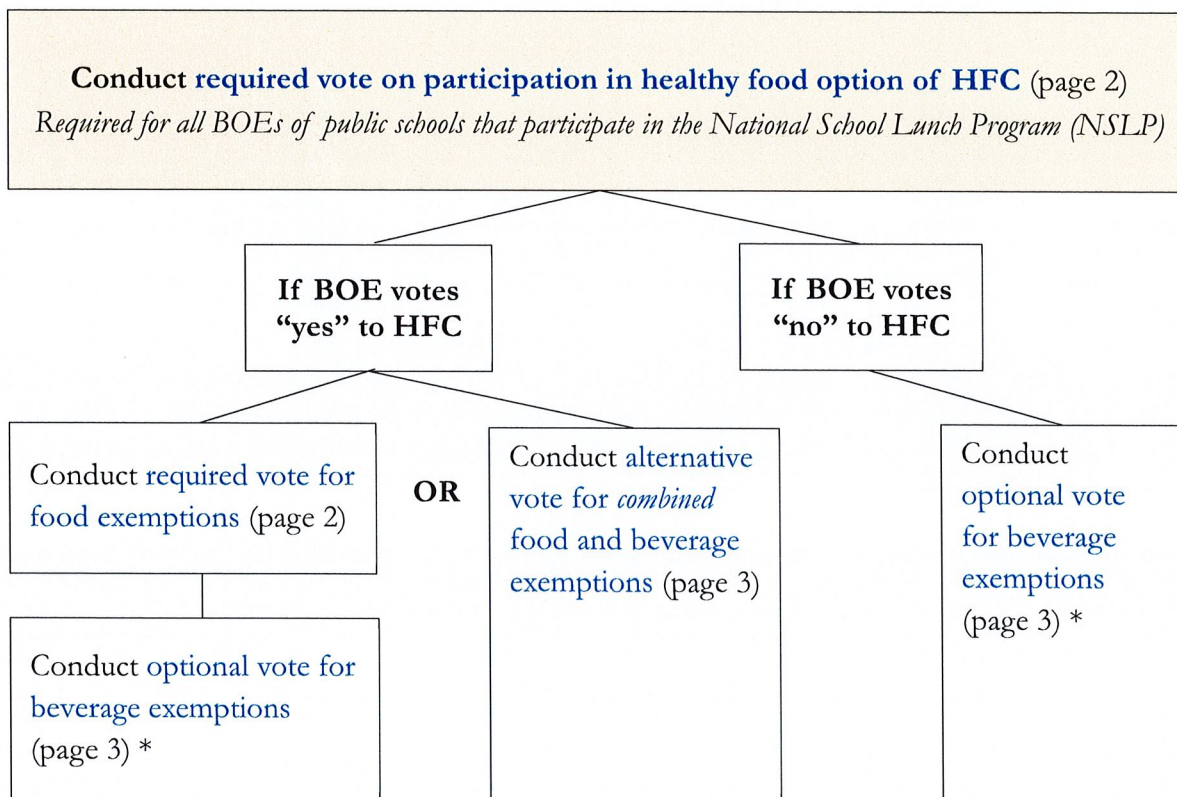 Conduct required vote on participation in healthy food option of HFC (page 2)
Required for all BOEs of public schools that participate in the National School Lunch Program (NSLP)
If BOE votes
“yes” to HFC
If BOE votes
“no” to HFC
Conduct required vote for
food exemptions (page 2)
OR
Conduct alternative
vote for combined
food and beverage
exemptions (page 3)
Conduct
optional vote
for beverage
exemptions
(page 3) *
Conduct optional vote for
beverage exemptions
(page 3) *